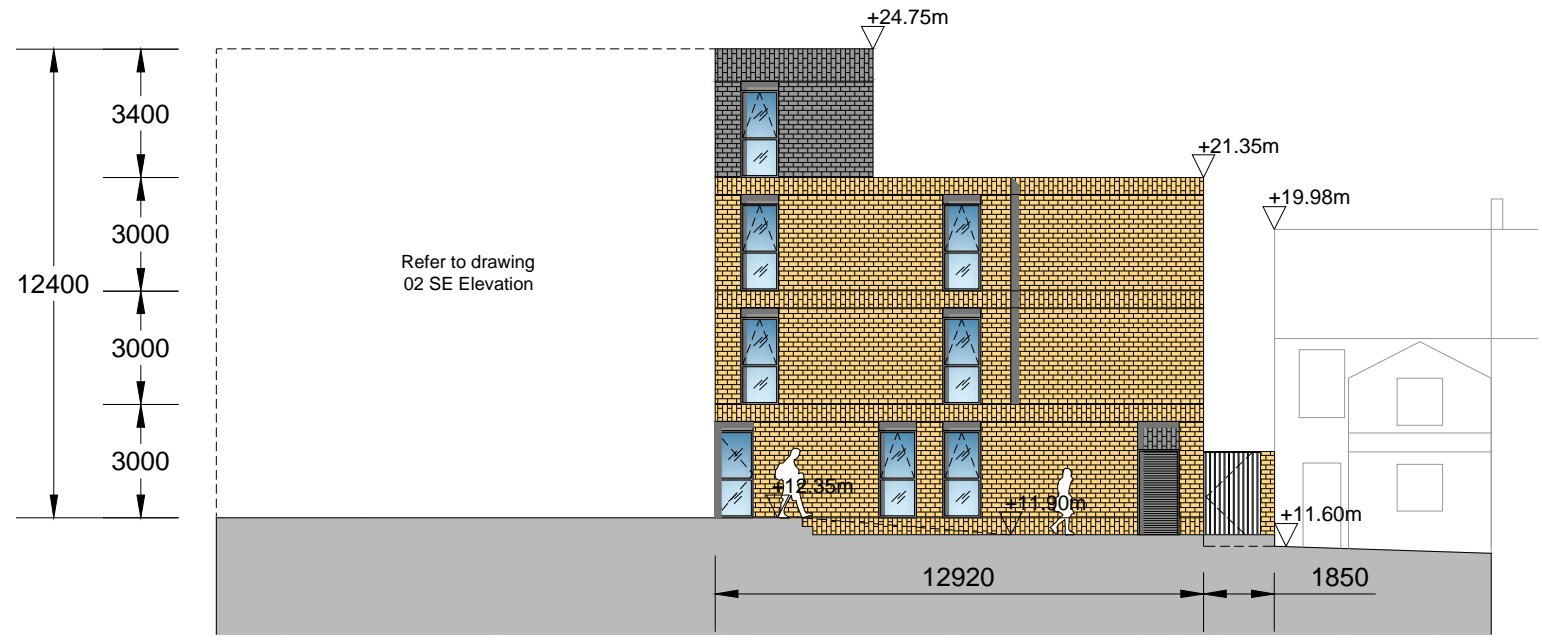 +24.75m
3400
+21.35m
+19.98m
3000
Refer to drawing
02 SE Elevation
12400
3000
3000
+12.35m
+11.90m
+11.60m
12920
1850